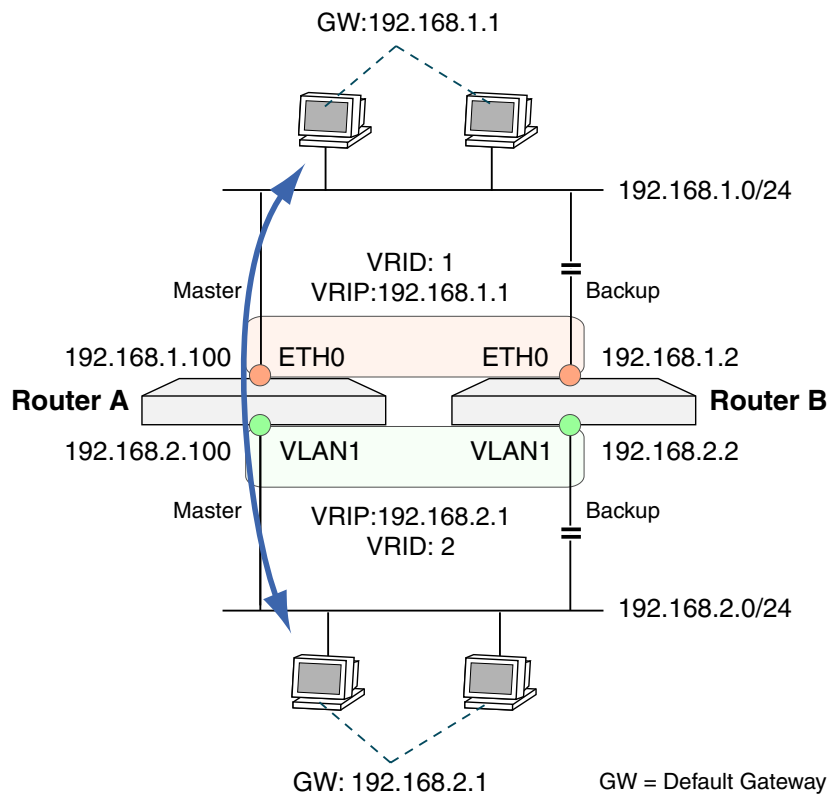 GW:192.168.1.1
192.168.1.0/24
VRID: 1
Master
VRIP:192.168.1.1
Backup
192.168.1.100
ETH0
ETH0
192.168.1.2
Router A
Router B
192.168.2.100
VLAN1
VLAN1
192.168.2.2
Master
VRIP:192.168.2.1
Backup
VRID: 2
192.168.2.0/24
GW: 192.168.2.1
GW = Default Gateway